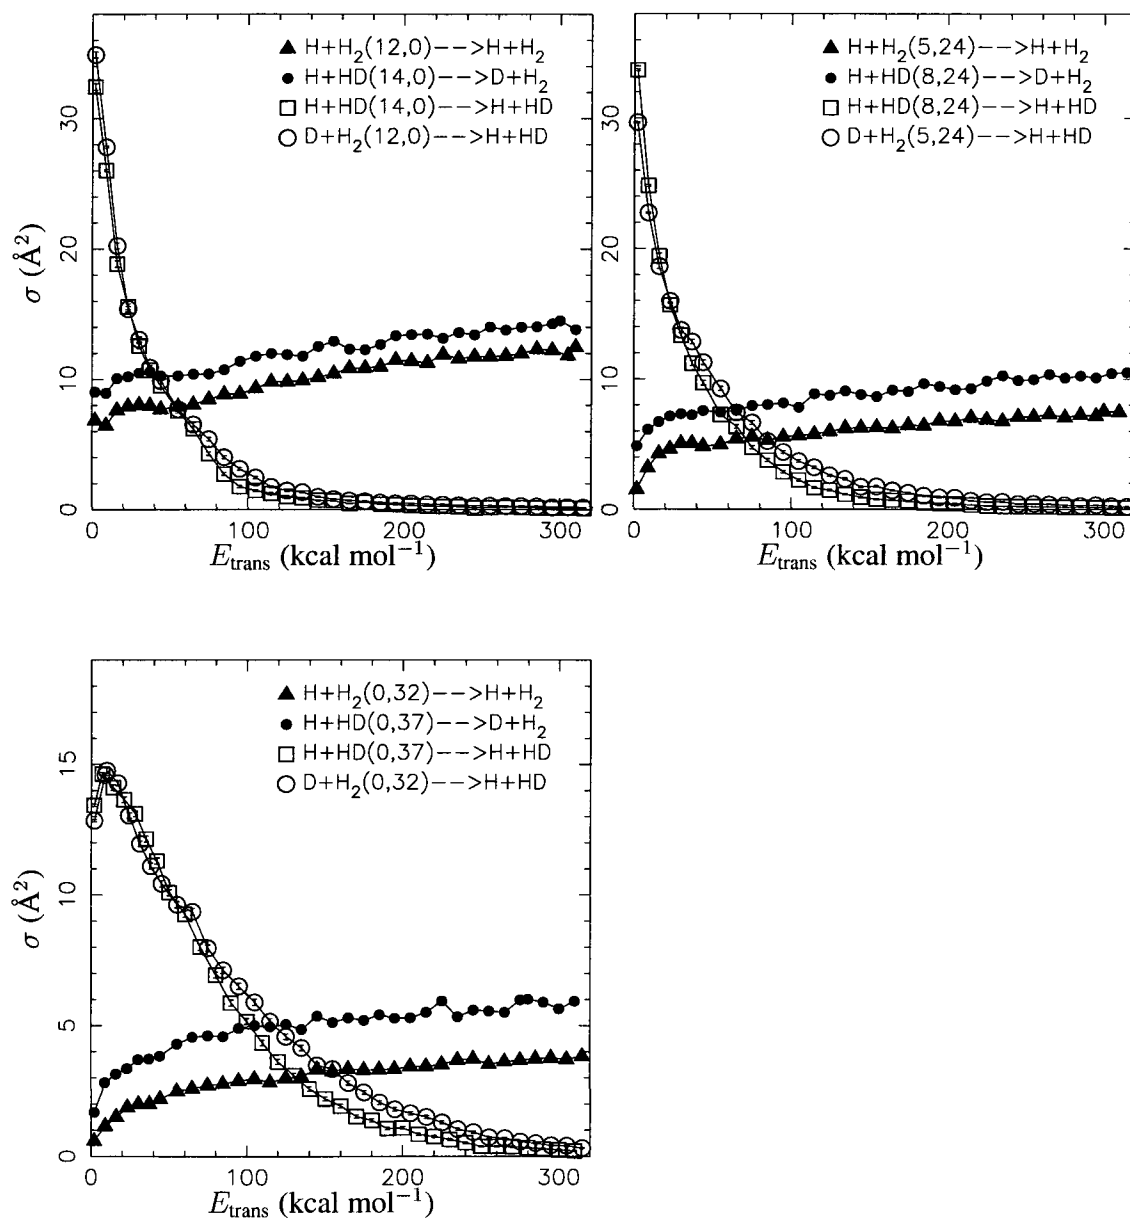 ▲ H+H₂(12,0)-->H+H₂
● H+HD(14,0)-->D+H₂
□ H+HD(14,0)-->H+HD
○ D+H₂(12,0)-->H+HD
σ (Å²)
30
20
10
0
0 100 200 300
E_trans (kcal mol⁻¹)
▲ H+H₂(5,24)-->H+H₂
● H+HD(8,24)-->D+H₂
□ H+HD(8,24)-->H+HD
○ D+H₂(5,24)-->H+HD
30
20
10
0
0 100 200 300
E_trans (kcal mol⁻¹)
▲ H+H₂(0,32)-->H+H₂
● H+HD(0,37)-->D+H₂
□ H+HD(0,37)-->H+HD
○ D+H₂(0,32)-->H+HD
σ (Å²)
15
10
5
0
0 100 200 300
E_trans (kcal mol⁻¹)